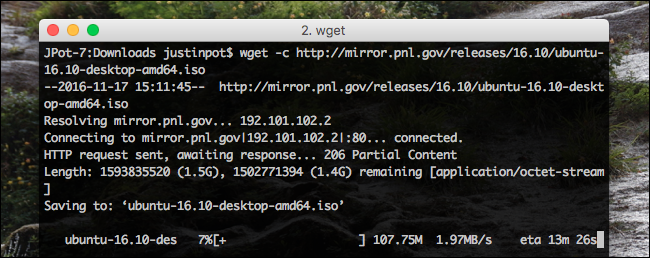 2. wget
JPot-7:Downloads justinpot$ wget -c http://mirror.pnl.gov/releases/16.10/ubuntu-
16.10-desktop-amd64.iso
--2016-11-17 15:11:45--  http://mirror.pnl.gov/releases/16.10/ubuntu-16.10-deskt
op-amd64.iso
Resolving mirror.pnl.gov... 192.101.102.2
Connecting to mirror.pnl.gov|192.101.102.2|:80... connected.
HTTP request sent, awaiting response... 206 Partial Content
Length: 1593835520 (1.5G), 1502771394 (1.4G) remaining [application/octet-stream
]
Saving to: ‘ubuntu-16.10-desktop-amd64.iso’
ubuntu-16.10-des   7%[+                    ] 107.75M  1.97MB/s    eta 13m 26s